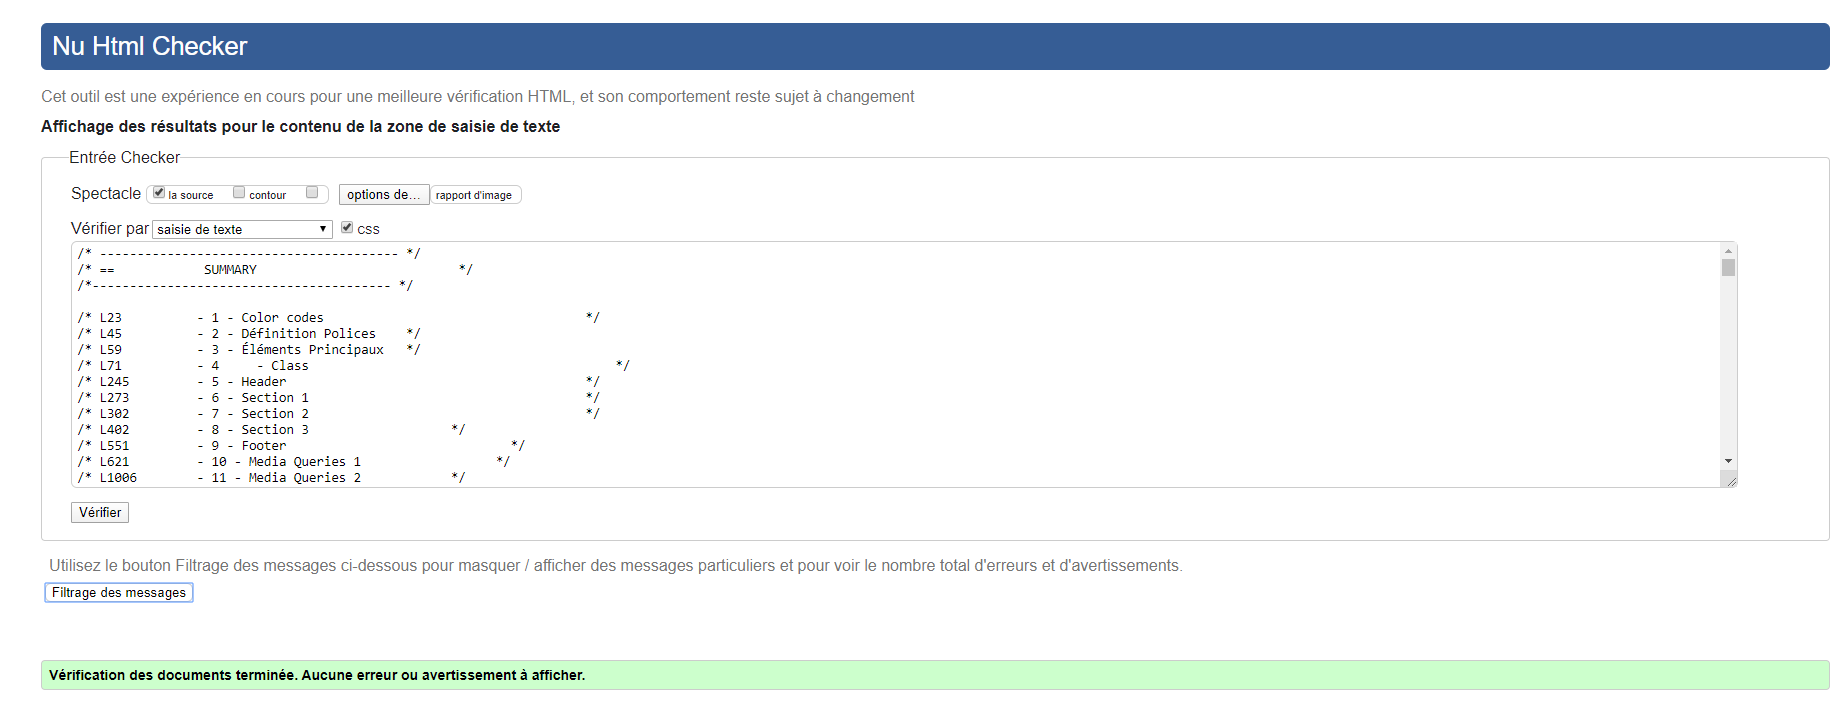 Nu Html Checker
Cet outil est une expérience en cours pour une meilleure vérification HTML, et son comportement reste sujet à changement
Affichage des résultats pour le contenu de la zone de saisie de texte
Entrée Checker
Spectacle la source contour options de... rapport d'image
Vérifier par saisie de texte css
/* ---------------------------------------- */
/* == SUMMARY */
/*---------------------------------------- */
/* L23 - 1 - Color codes */
/* L45 - 2 - Définition Polices */
/* L59 - 3 - Éléments Principaux */
/* L71 - 4 - Class */
/* L245 - 5 - Header */
/* L273 - 6 - Section 1 */
/* L302 - 7 - Section 2 */
/* L402 - 8 - Section 3 */
/* L551 - 9 - Footer */
/* L621 - 10 - Media Queries 1 */
/* L1006 - 11 - Media Queries 2 */
Vérifier
Utilisez le bouton Filtrage des messages ci-dessous pour masquer / afficher des messages particuliers et pour voir le nombre total d'erreurs et d'avertissements.
Filtrage des messages
Vérification des documents terminée. Aucune erreur ou avertissement à afficher.